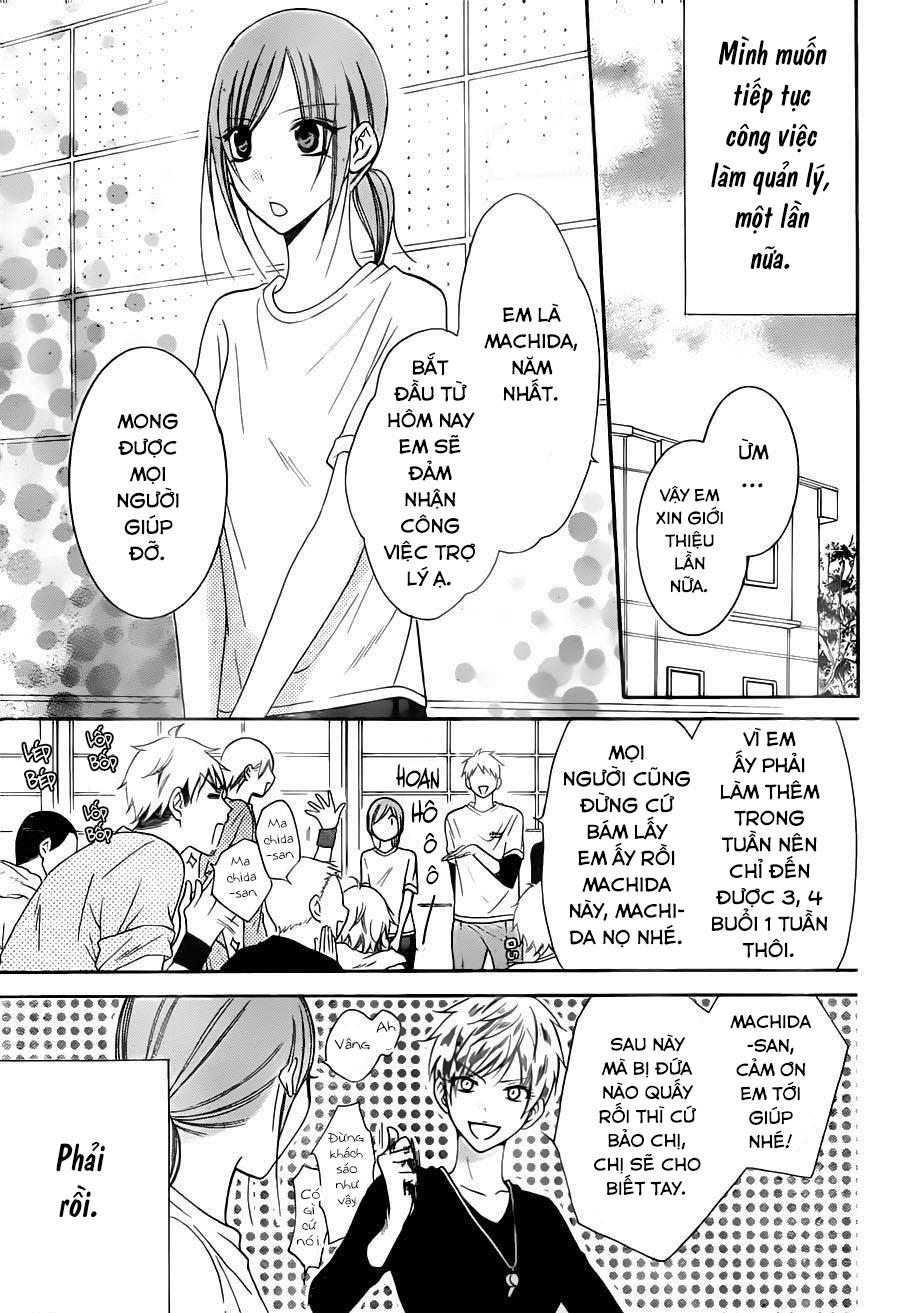 Mình muốn
tiếp tục
công việc
làm quản lý,
một lần
nữa.
ỪM
...
VẬY EM
XIN GIỚI
THIỆU
LẦN
NỮA.
EM LÀ
MACHIDA,
NĂM
NHẤT.
BẮT
ĐẦU TỪ
HÔM NAY
EM SẼ
ĐẢM
NHẬN
CÔNG
VIỆC TRỢ
LÝ Ạ.
MONG
ĐƯỢC
MỌI
NGƯỜI
GIÚP
ĐỠ.
VÌ EM
ẤY PHẢI
LÀM THÊM
TRONG
TUẦN NÊN
CHỈ ĐẾN
ĐƯỢC 3, 4
BUỔI 1 TUẦN
THÔI.
MỌI
NGƯỜI CŨNG
ĐỪNG CỨ
BÁM LẤY
EM ẤY RỒI
MACHIDA
NÀY, MACHI-
DA NỌ NHÉ.
HOAN
HÔ
Ô
Ô
Ma
chida
-san
Ma
chida
-san
LỐP
BỐP
LÉP
BÉP
LỐP
BỐP
MACHIDA
-SAN,
CẢM ƠN
EM TỚI
GIÚP
NHÉ!
SAU NÀY
MÀ BỊ ĐỨA
NÀO QUẤY
RỐI THÌ CỨ
BẢO CHỊ,
CHỊ SẼ CHO
BIẾT TAY.
Ah
Vâng
Đừng
khách
sáo
như
vậy
Có
gì
cứ
nói.
Phải
rồi.